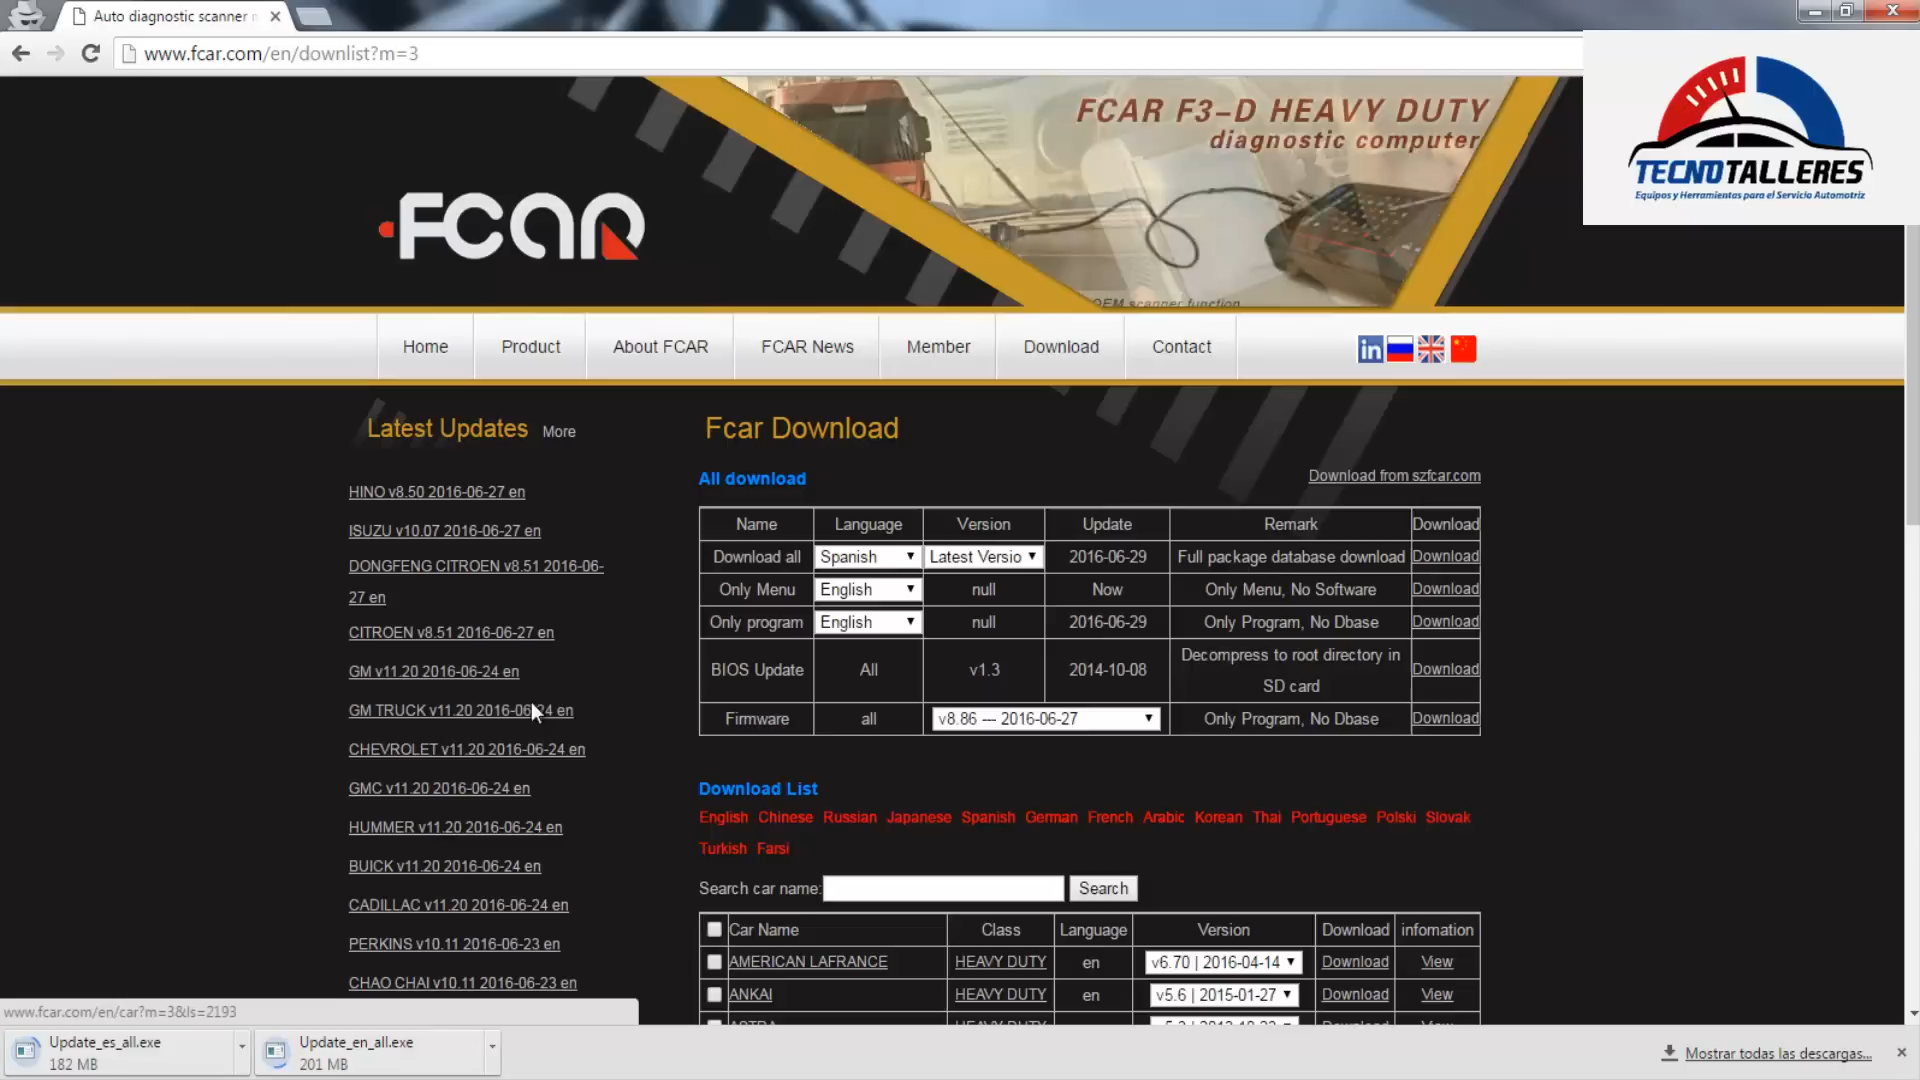 Auto diagnostic scanner
www.fcar.com/en/downlist?m=3
FCAR F3-D HEAVY DUTY
diagnostic computer
OEM scanner function
TECNOTALLERES
Equipos y Herramientas para el Servicio Automotriz
FCAR
Home
Product
About FCAR
FCAR News
Member
Download
Contact
in
Latest Updates More
HINO v8.50 2016-06-27 en
ISUZU v10.07 2016-06-27 en
DONGFENG CITROEN v8.51 2016-06-
27 en
CITROEN v8.51 2016-06-27 en
GM v11.20 2016-06-24 en
GM TRUCK v11.20 2016-06-24 en
CHEVROLET v11.20 2016-06-24 en
GMC v11.20 2016-06-24 en
HUMMER v11.20 2016-06-24 en
BUICK v11.20 2016-06-24 en
CADILLAC v11.20 2016-06-24 en
PERKINS v10.11 2016-06-23 en
CHAO CHAI v10.11 2016-06-23 en
Fcar Download
All download
Download from szfcar.com
Name Language Version Update Remark Download
Download all Spanish Latest Versio 2016-06-29 Full package database download Download
Only Menu English null Now Only Menu, No Software Download
Only program English null 2016-06-29 Only Program, No Dbase Download
BIOS Update All v1.3 2014-10-08 Decompress to root directory in
SD card Download
Firmware all v8.86 --- 2016-06-27 Only Program, No Dbase Download
Download List
English Chinese Russian Japanese Spanish German French Arabic Korean Thai Portuguese Polski Slovak
Turkish Farsi
Search car name: Search
Car Name Class Language Version Download infomation
AMERICAN LAFRANCE HEAVY DUTY en v6.70 | 2016-04-14 Download View
ANKAI HEAVY DUTY en v5.6 | 2015-01-27 Download View
www.fcar.com/en/car?m=3&ls=2193
Update_es_all.exe
182 MB
Update_en_all.exe
201 MB
Mostrar todas las descargas...